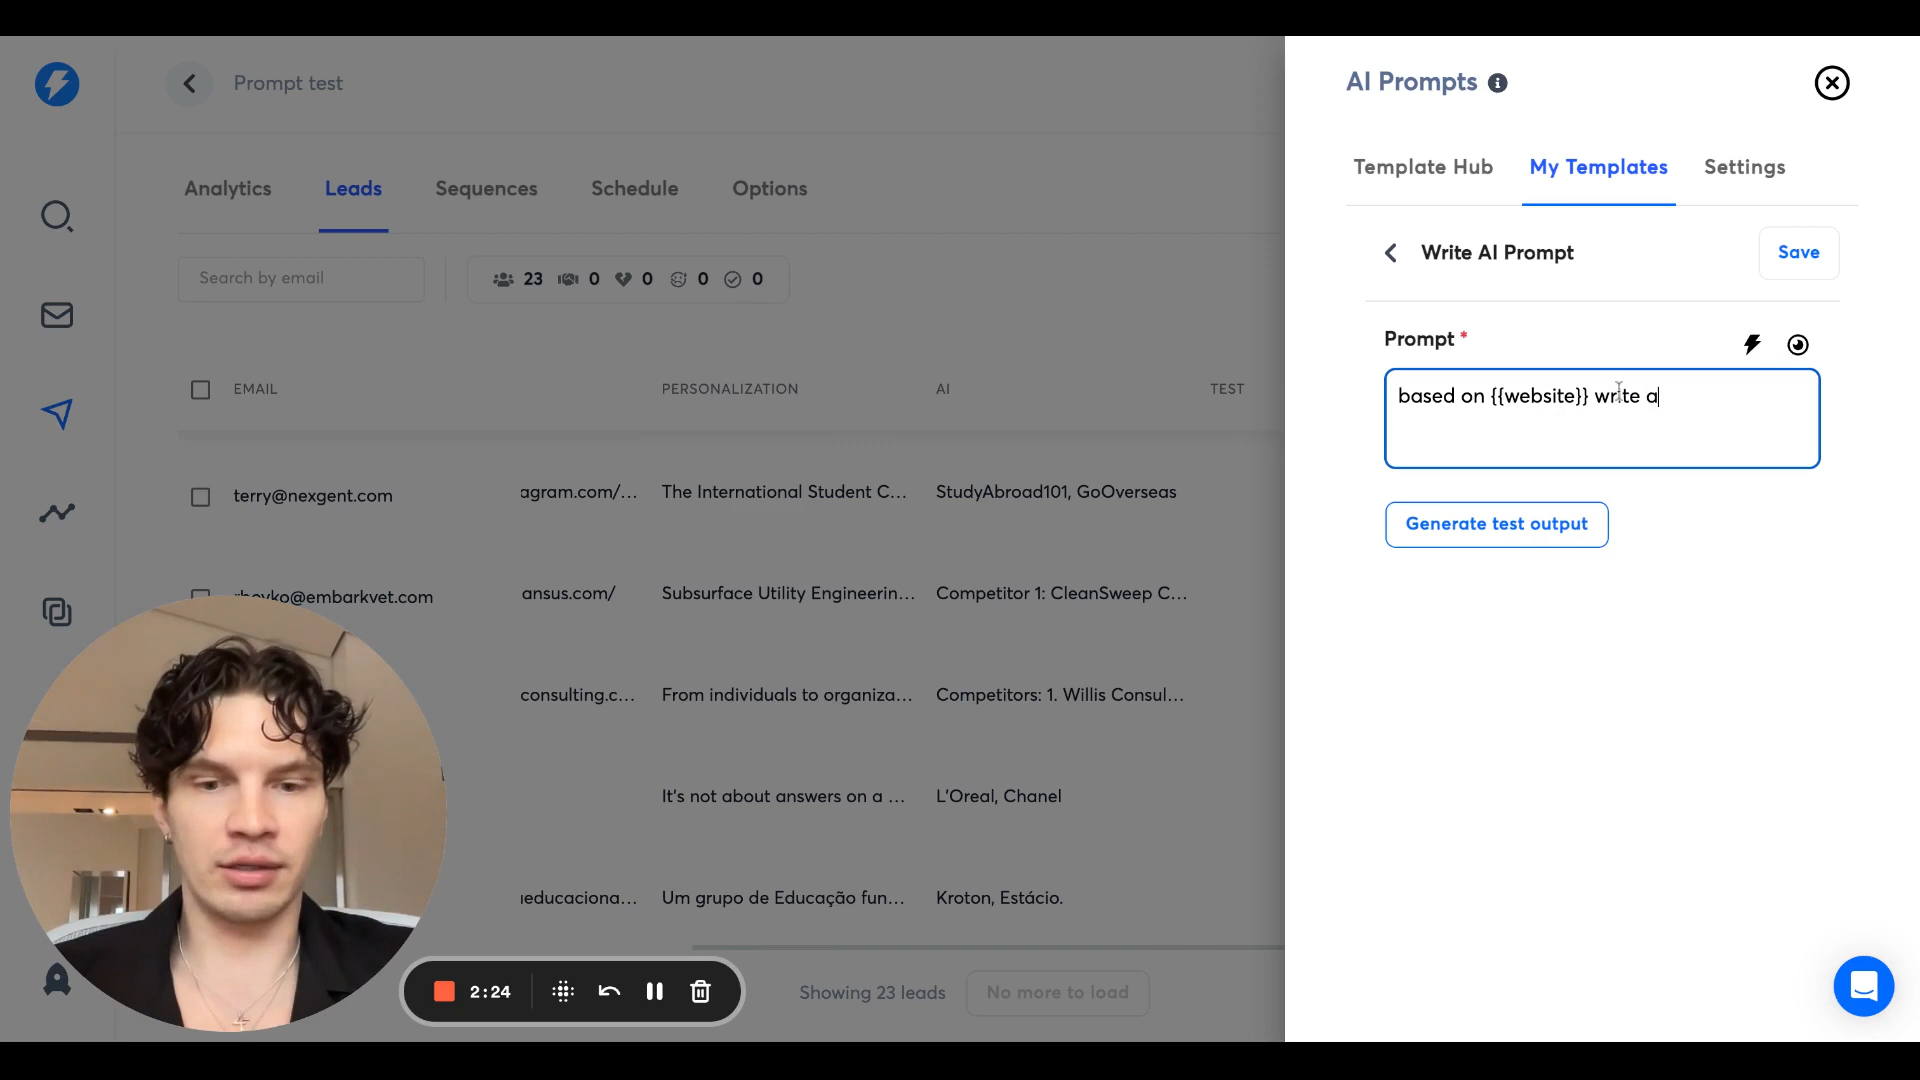 Prompt test
AI Prompts
Analytics Leads Sequences Schedule Options
Template Hub My Templates Settings
Write AI Prompt Save
Search by email 23 0 0 0 0
Prompt *
based on {{website}} write a
EMAIL PERSONALIZATION AI TEST
terry@nexgent.com agram.com/... The International Student C... StudyAbroad101, GoOverseas
Generate test output
rboyko@embarkvet.com ansus.com/ Subsurface Utility Engineerin... Competitor 1: CleanSweep C...
consulting.c... From individuals to organiza... Competitors: 1. Willis Consul...
It's not about answers on a ... L'Oreal, Chanel
educaciona... Um grupo de Educação fun... Kroton, Estácio.
2:24 Showing 23 leads No more to load